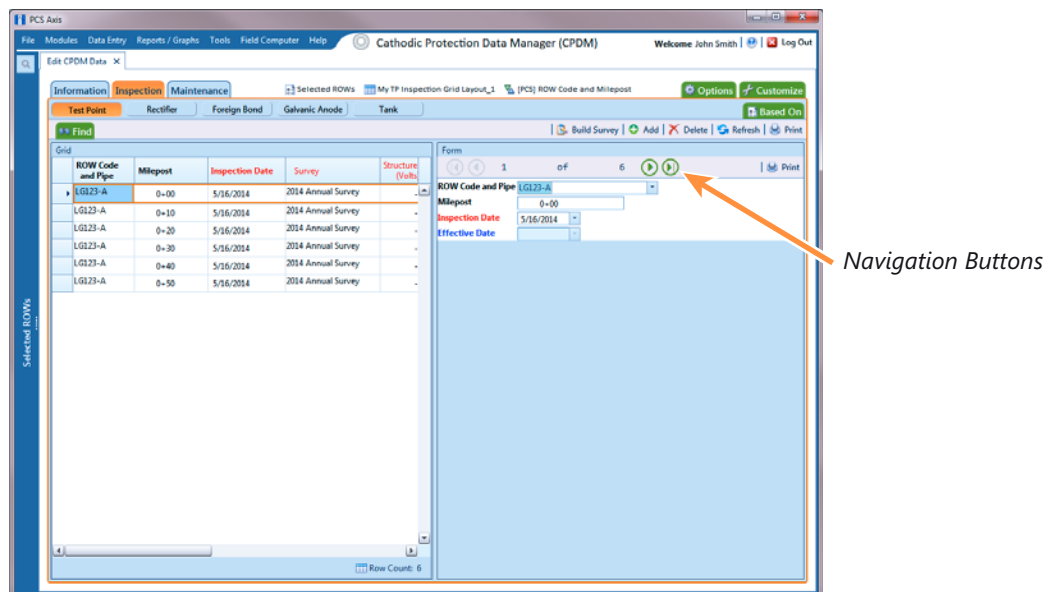 PCS Axis
File Modules Data Entry Reports / Graphs Tools Field Computer Help Cathodic Protection Data Manager (CPDM) Welcome John Smith Log Out
Edit CPDM Data
Information Inspection Maintenance Selected ROWs My TP Inspection Grid Layout_1 [PCS] ROW Code and Milepost Options Customize
Test Point Rectifier Foreign Bond Galvanic Anode Tank Based On
Find Build Survey Add Delete Refresh Print
Grid
ROW Code and Pipe Milepost Inspection Date Survey Structure (Volts
LG123-A 0+00 5/16/2014 2014 Annual Survey -
LG123-A 0+10 5/16/2014 2014 Annual Survey -
LG123-A 0+20 5/16/2014 2014 Annual Survey -
LG123-A 0+30 5/16/2014 2014 Annual Survey -
LG123-A 0+40 5/16/2014 2014 Annual Survey -
LG123-A 0+50 5/16/2014 2014 Annual Survey -
Row Count: 6
Form
1 of 6 Print
ROW Code and Pipe LG123-A
Milepost 0+00
Inspection Date 5/16/2014
Effective Date
Selected ROWs
Navigation Buttons